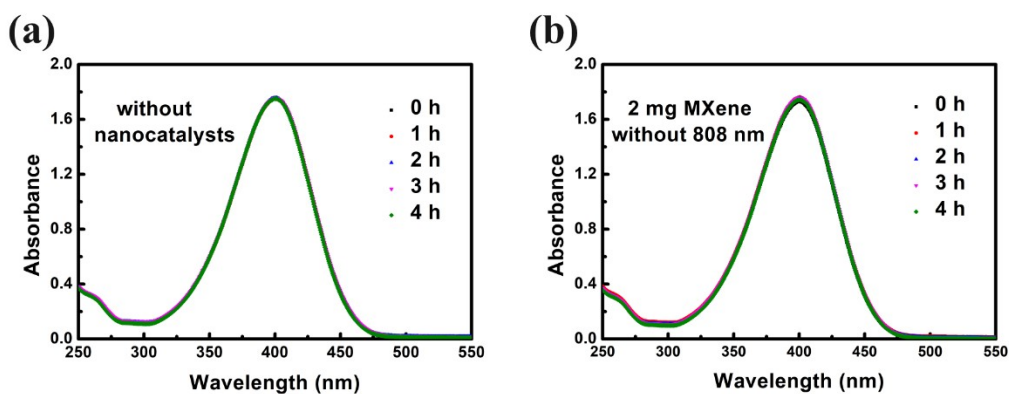 (a)
2.0
1.6
1.2
0.8
0.4
0.0
Absorbance
without
nanocatalysts
0 h
1 h
2 h
3 h
4 h
250 300 350 400 450 500 550
Wavelength (nm)
(b)
2.0
1.6
1.2
0.8
0.4
0.0
Absorbance
2 mg MXene
without 808 nm
0 h
1 h
2 h
3 h
4 h
250 300 350 400 450 500 550
Wavelength (nm)